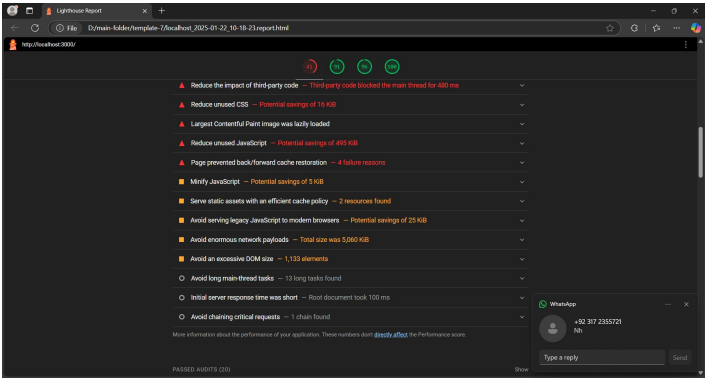 Lighthouse Report
File D:/main-folder/template-7/localhost_2025-01-22_10-18-23.report.html
http://localhost:3000/
91 96 100
Reduce the impact of third-party code — Third-party code blocked the main thread for 480 ms
Reduce unused CSS — Potential savings of 16 KiB
Largest Contentful Paint image was lazily loaded
Reduce unused JavaScript — Potential savings of 495 KiB
Page prevented back/forward cache restoration — 4 failure reasons
Minify JavaScript — Potential savings of 5 KiB
Serve static assets with an efficient cache policy — 2 resources found
Avoid serving legacy JavaScript to modern browsers — Potential savings of 25 KiB
Avoid enormous network payloads — Total size was 5,060 KiB
Avoid an excessive DOM size — 1,133 elements
Avoid long main-thread tasks — 13 long tasks found
Initial server response time was short — Root document took 100 ms
Avoid chaining critical requests — 1 chain found
More information about the performance of your application. These numbers don't directly affect the Performance score.
PASSED AUDITS (20) Show
WhatsApp
+92 317 2355721
Nh
Type a reply Send